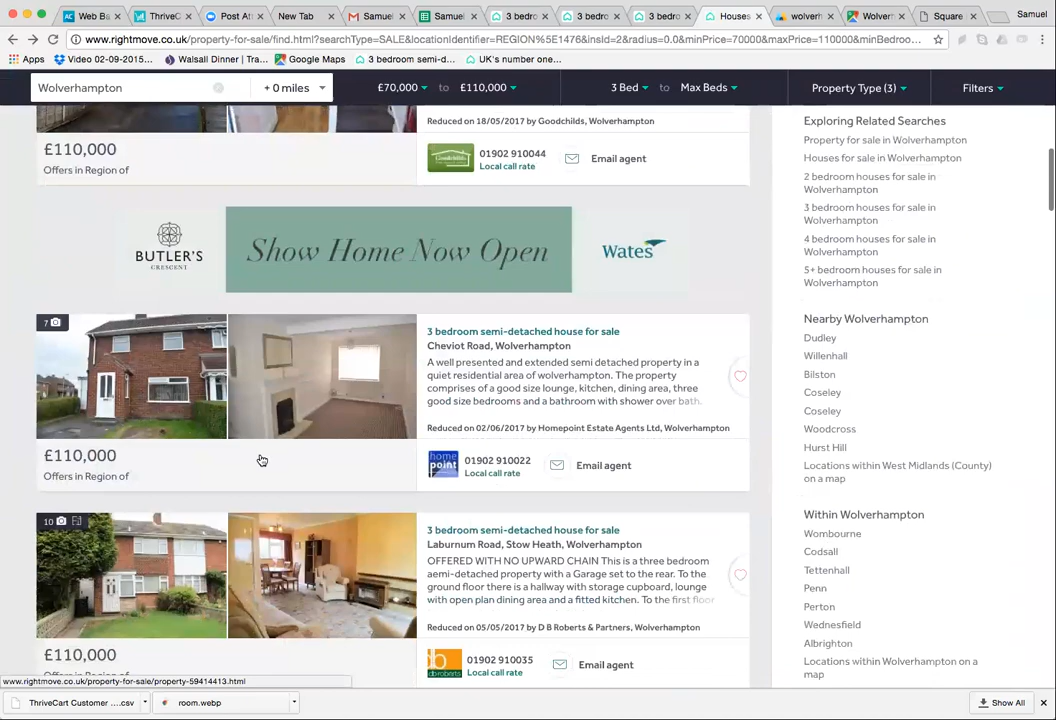 Web Ba
ThriveC
Post At
New Tab
Samuel
Samuel
3 bedro
3 bedro
3 bedro
Houses
wolverh
Wolverh
Square
Samuel
www.rightmove.co.uk/property-for-sale/find.html?searchType=SALE&locationIdentifier=REGION%5E1476&insId=2&radius=0.0&minPrice=70000&maxPrice=110000&minBedroo...
Apps
Video 02-09-2015...
Walsall Dinner | Tra...
Google Maps
3 bedroom semi-d...
UK's number one...
Wolverhampton
+ 0 miles
£70,000
to
£110,000
3 Bed
to
Max Beds
Property Type (3)
Filters
Reduced on 18/05/2017 by Goodchilds, Wolverhampton
£110,000
Offers in Region of
Goodchilds
01902 910044
Local call rate
Email agent
BUTLER'S
CRESCENT
Show Home Now Open
Wates
7
3 bedroom semi-detached house for sale
Cheviot Road, Wolverhampton
A well presented and extended semi detached property in a
quiet residential area of wolverhampton. The property
comprises of a good size lounge, kitchen, dining area, three
good size bedrooms and a bathroom with shower over bath.
Reduced on 02/06/2017 by Homepoint Estate Agents Ltd, Wolverhampton
£110,000
Offers in Region of
home
point
01902 910022
Local call rate
Email agent
10
3 bedroom semi-detached house for sale
Laburnum Road, Stow Heath, Wolverhampton
OFFERED WITH NO UPWARD CHAIN This is a three bedroom
semi-detached property with a Garage set to the rear. To the
ground floor there is a hallway with storage cupboard, lounge
with open plan dining area and a fitted kitchen. To the first floor
Reduced on 05/05/2017 by D B Roberts & Partners, Wolverhampton
£110,000
db
dbroberts
01902 910035
Local call rate
Email agent
Exploring Related Searches
Property for sale in Wolverhampton
Houses for sale in Wolverhampton
2 bedroom houses for sale in
Wolverhampton
3 bedroom houses for sale in
Wolverhampton
4 bedroom houses for sale in
Wolverhampton
5+ bedroom houses for sale in
Wolverhampton
Nearby Wolverhampton
Dudley
Willenhall
Bilston
Coseley
Coseley
Woodcross
Hurst Hill
Locations within West Midlands (County)
on a map
Within Wolverhampton
Wombourne
Codsall
Tettenhall
Penn
Perton
Wednesfield
Albrighton
Locations within Wolverhampton on a
map
www.rightmove.co.uk/property-for-sale/property-59414413.html
ThriveCart Customer ....csv
room.webp
Show All